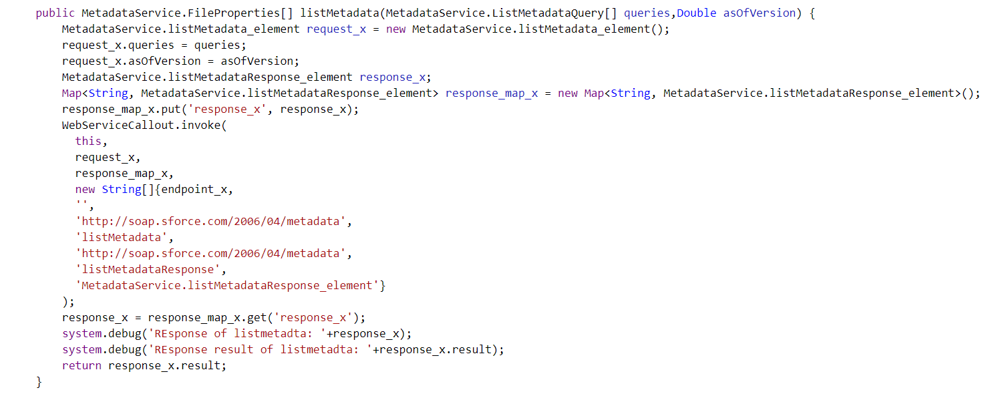 public MetadataService.FileProperties[] listMetadata(MetadataService.ListMetadataQuery[] queries,Double asOfVersion) {
MetadataService.listMetadata_element request_x = new MetadataService.listMetadata_element();
request_x.queries = queries;
request_x.asOfVersion = asOfVersion;
MetadataService.listMetadataResponse_element response_x;
Map<String, MetadataService.listMetadataResponse_element> response_map_x = new Map<String, MetadataService.listMetadataResponse_element>();
response_map_x.put('response_x', response_x);
WebServiceCallout.invoke(
this,
request_x,
response_map_x,
new String[]{endpoint_x,
'',
'http://soap.sforce.com/2006/04/metadata',
'listMetadata',
'http://soap.sforce.com/2006/04/metadata',
'listMetadataResponse',
'MetadataService.listMetadataResponse_element'}
);
response_x = response_map_x.get('response_x');
system.debug('REsponse of listmetadta: '+response_x);
system.debug('REsponse result of listmetadta: '+response_x.result);
return response_x.result;
}